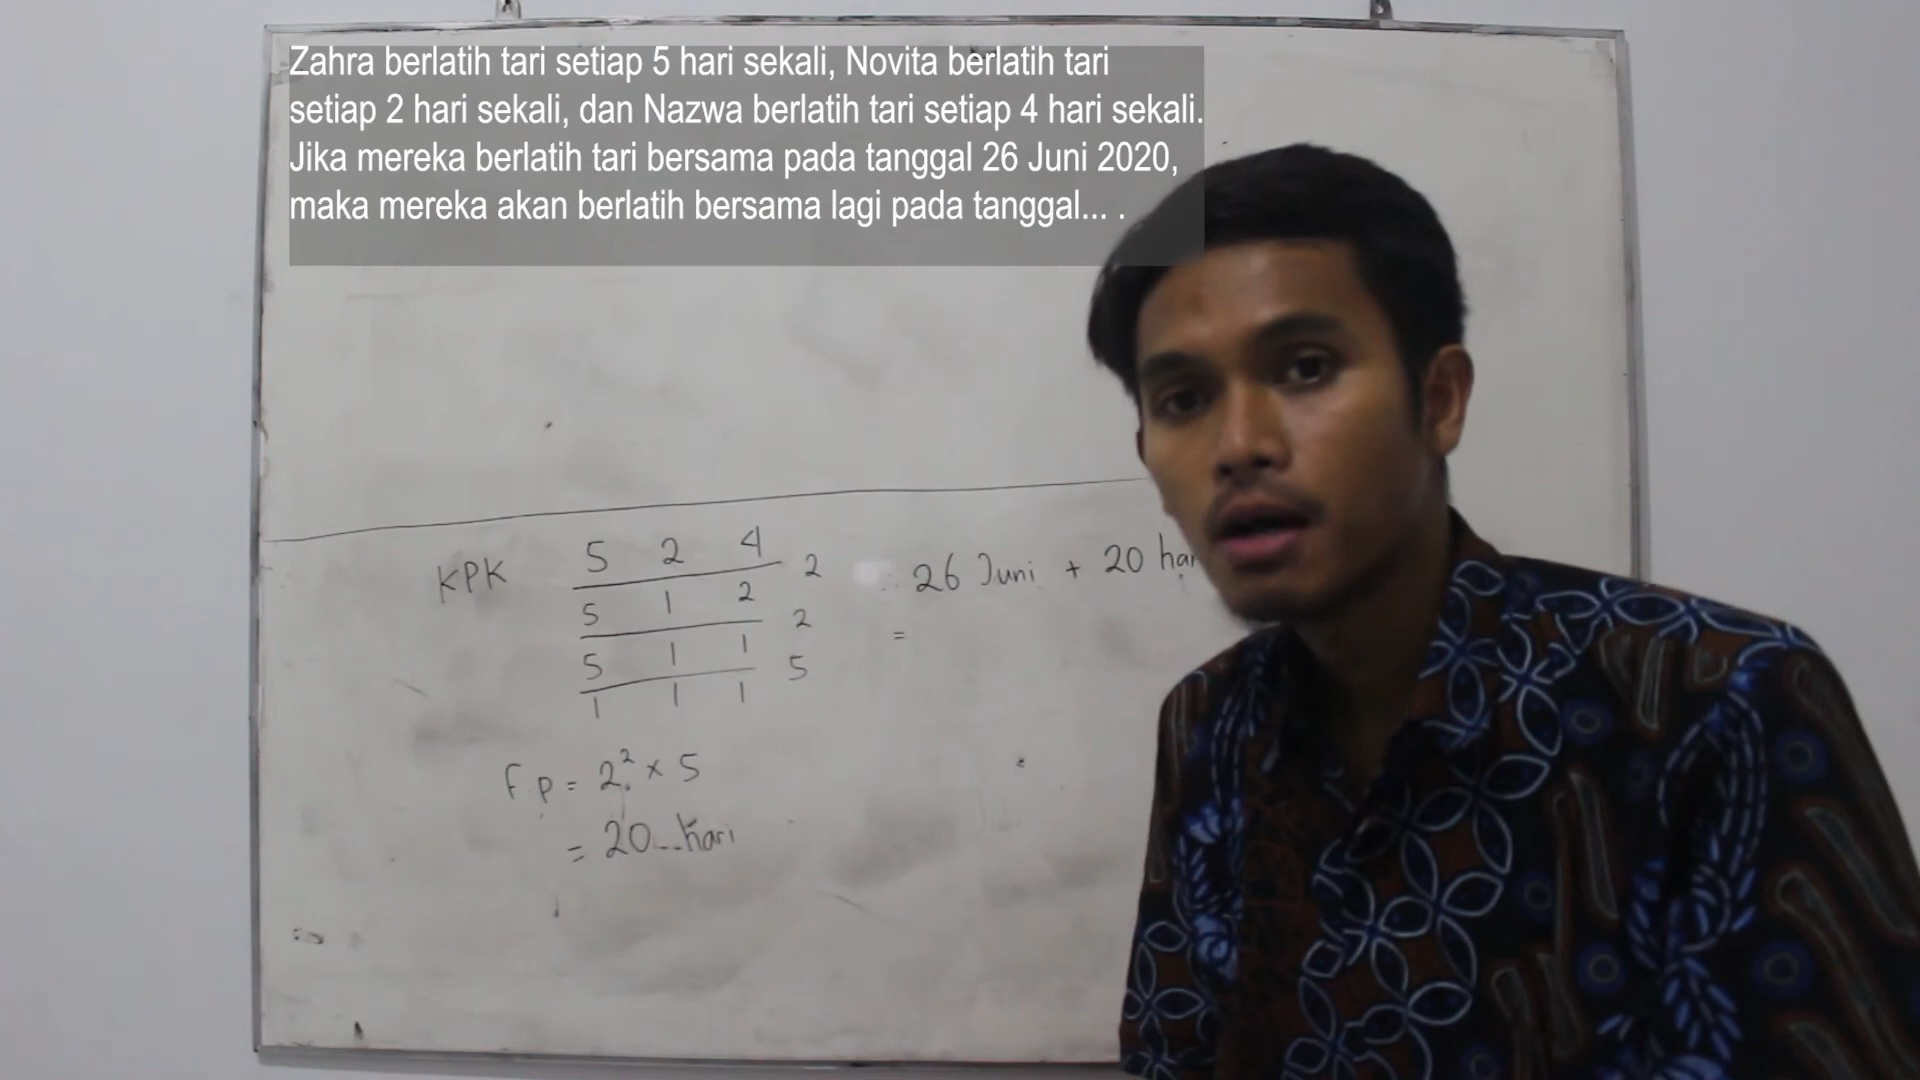 Zahra berlatih tari setiap 5 hari sekali, Novita berlatih tari
setiap 2 hari sekali, dan Nazwa berlatih tari setiap 4 hari sekali.
Jika mereka berlatih tari bersama pada tanggal 26 Juni 2020,
maka mereka akan berlatih bersama lagi pada tanggal... .
KPK 5 2 4 2
5 1 2 2
5 1 1 5
1 1 1
F P = 2² × 5
= 20 hari
26 Juni + 20
=